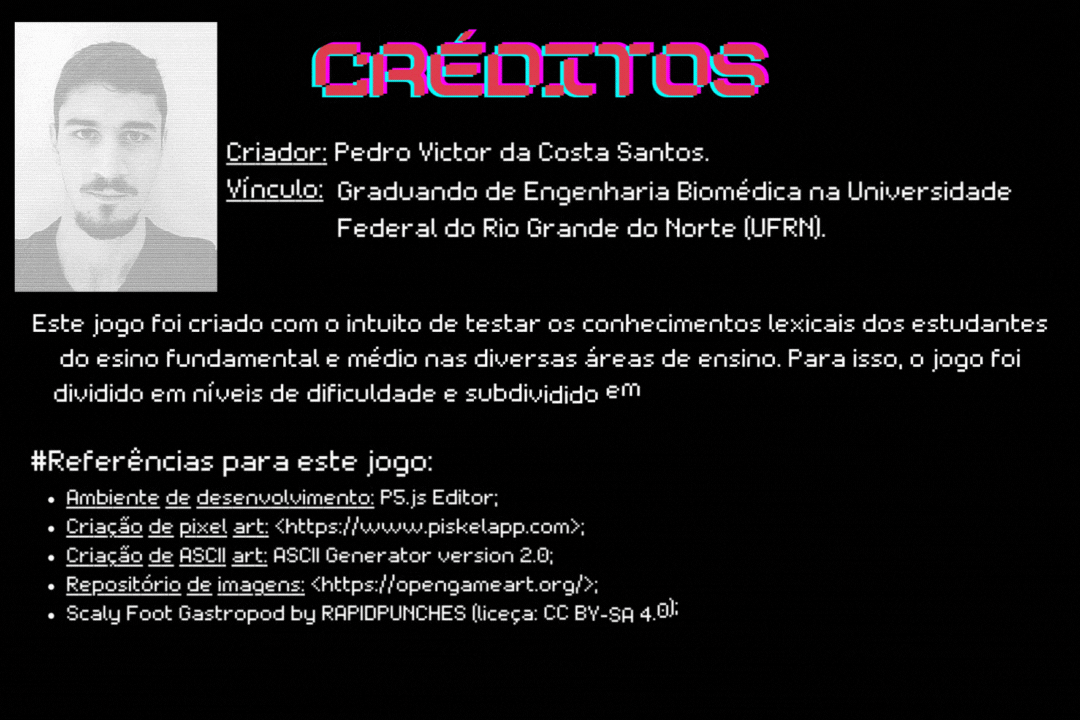 CRÉDITOS
Criador: Pedro Victor da Costa Santos.
Vínculo: Graduando de Engenharia Biomédica na Universidade
Federal do Rio Grande do Norte (UFRN).
Este jogo foi criado com o intuito de testar os conhecimentos lexicais dos estudantes
do esino fundamental e médio nas diversas áreas de ensino. Para isso, o jogo foi
dividido em níveis de dificuldade e subdividido em
#Referências para este jogo:
• Ambiente de desenvolvimento: P5.js Editor;
• Criação de pixel art: <https://www.piskelapp.com>;
• Criação de ASCII art: ASCII Generator version 2.0;
• Repositório de imagens: <https://opengameart.org/>;
• Scaly Foot Gastropod by RAPIDPUNCHES (liceça: CC BY-SA 4.0);